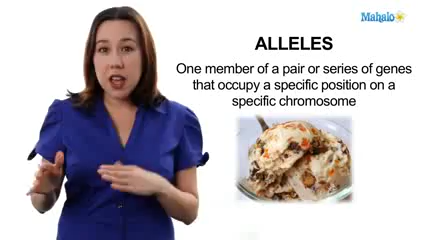 Mahalo
ALLELES
One member of a pair or series of genes
that occupy a specific position on a
specific chromosome